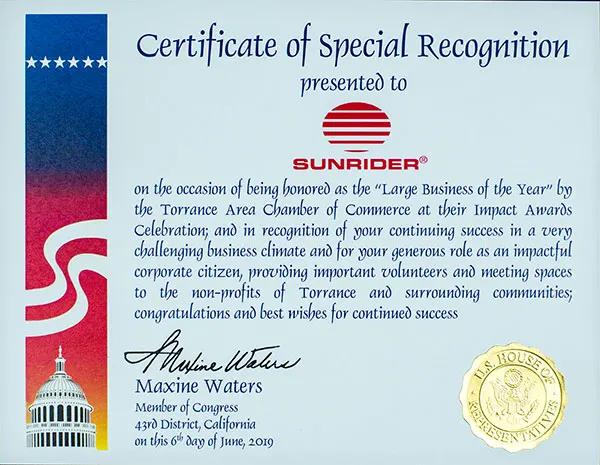 Certificate of Special Recognition
presented to
SUNRIDER®
on the occasion of being honored as the “Large Business of the Year” by
the Torrance Area Chamber of Commerce at their Impact Awards
Celebration; and in recognition of your continuing success in a very
challenging business climate and for your generous role as an impactful
corporate citizen, providing important volunteers and meeting spaces
to the non-profits of Torrance and surrounding communities;
congratulations and best wishes for continued success
Maxine Waters
Maxine Waters
Member of Congress
43rd District, California
on this 6th day of June, 2019
U.S. HOUSE OF
REPRESENTATIVES